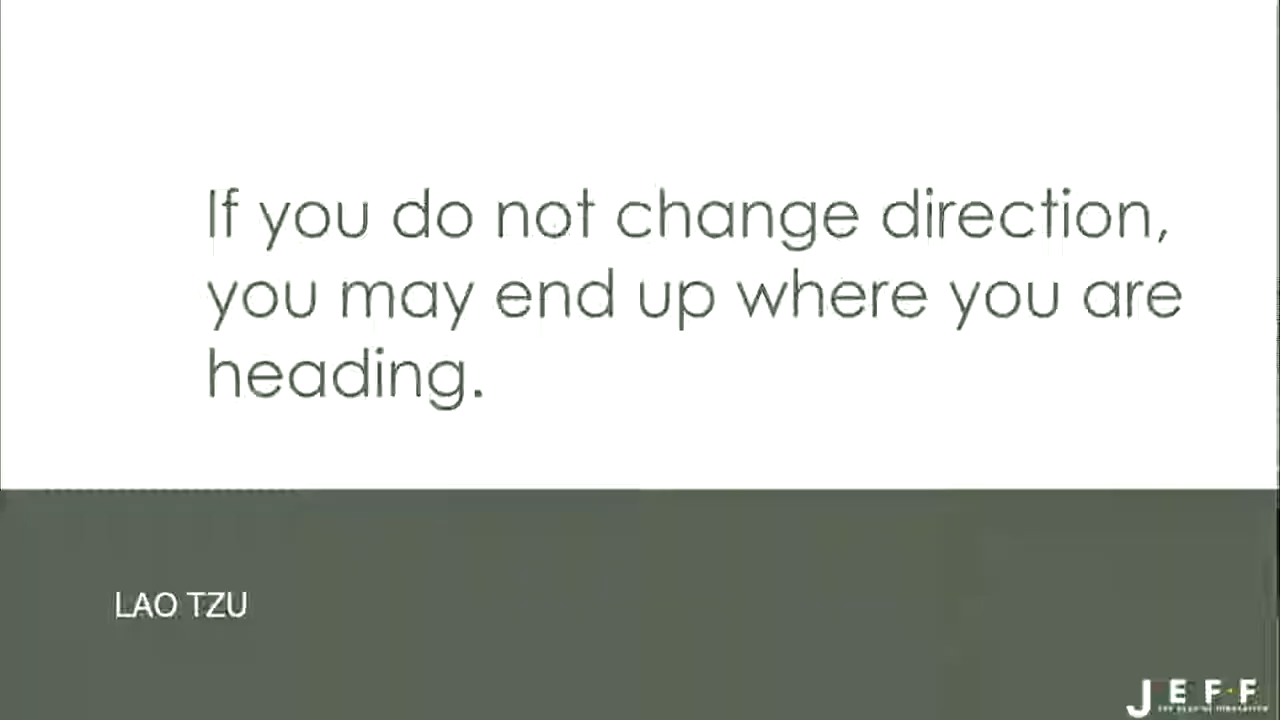 If you do not change direction,
you may end up where you are
heading.
LAO TZU
JEFF